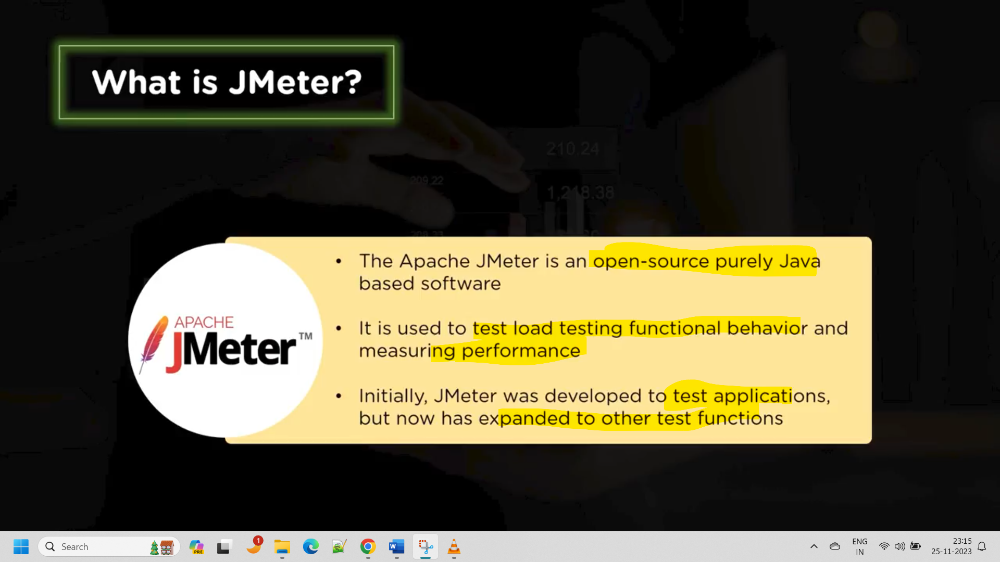 What is JMeter?
210.24
209.22
1,218.38
• The Apache JMeter is an open-source purely Java
based software
• It is used to test load testing functional behavior and
measuring performance
• Initially, JMeter was developed to test applications,
but now has expanded to other test functions
APACHE
JMeter™
Search
PRE
1
ENG
IN
23:15
25-11-2023